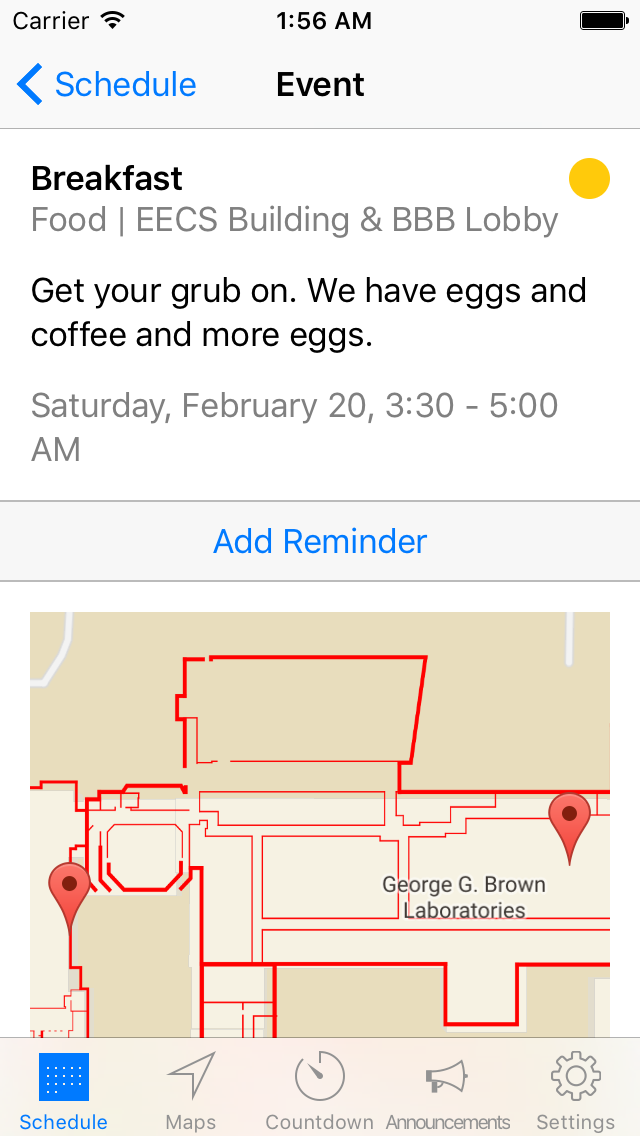 Carrier 1:56 AM
Schedule Event
Breakfast
Food | EECS Building & BBB Lobby
Get your grub on. We have eggs and
coffee and more eggs.
Saturday, February 20, 3:30 - 5:00
AM
Add Reminder
George G. Brown
Laboratories
Schedule Maps Countdown Announcements Settings